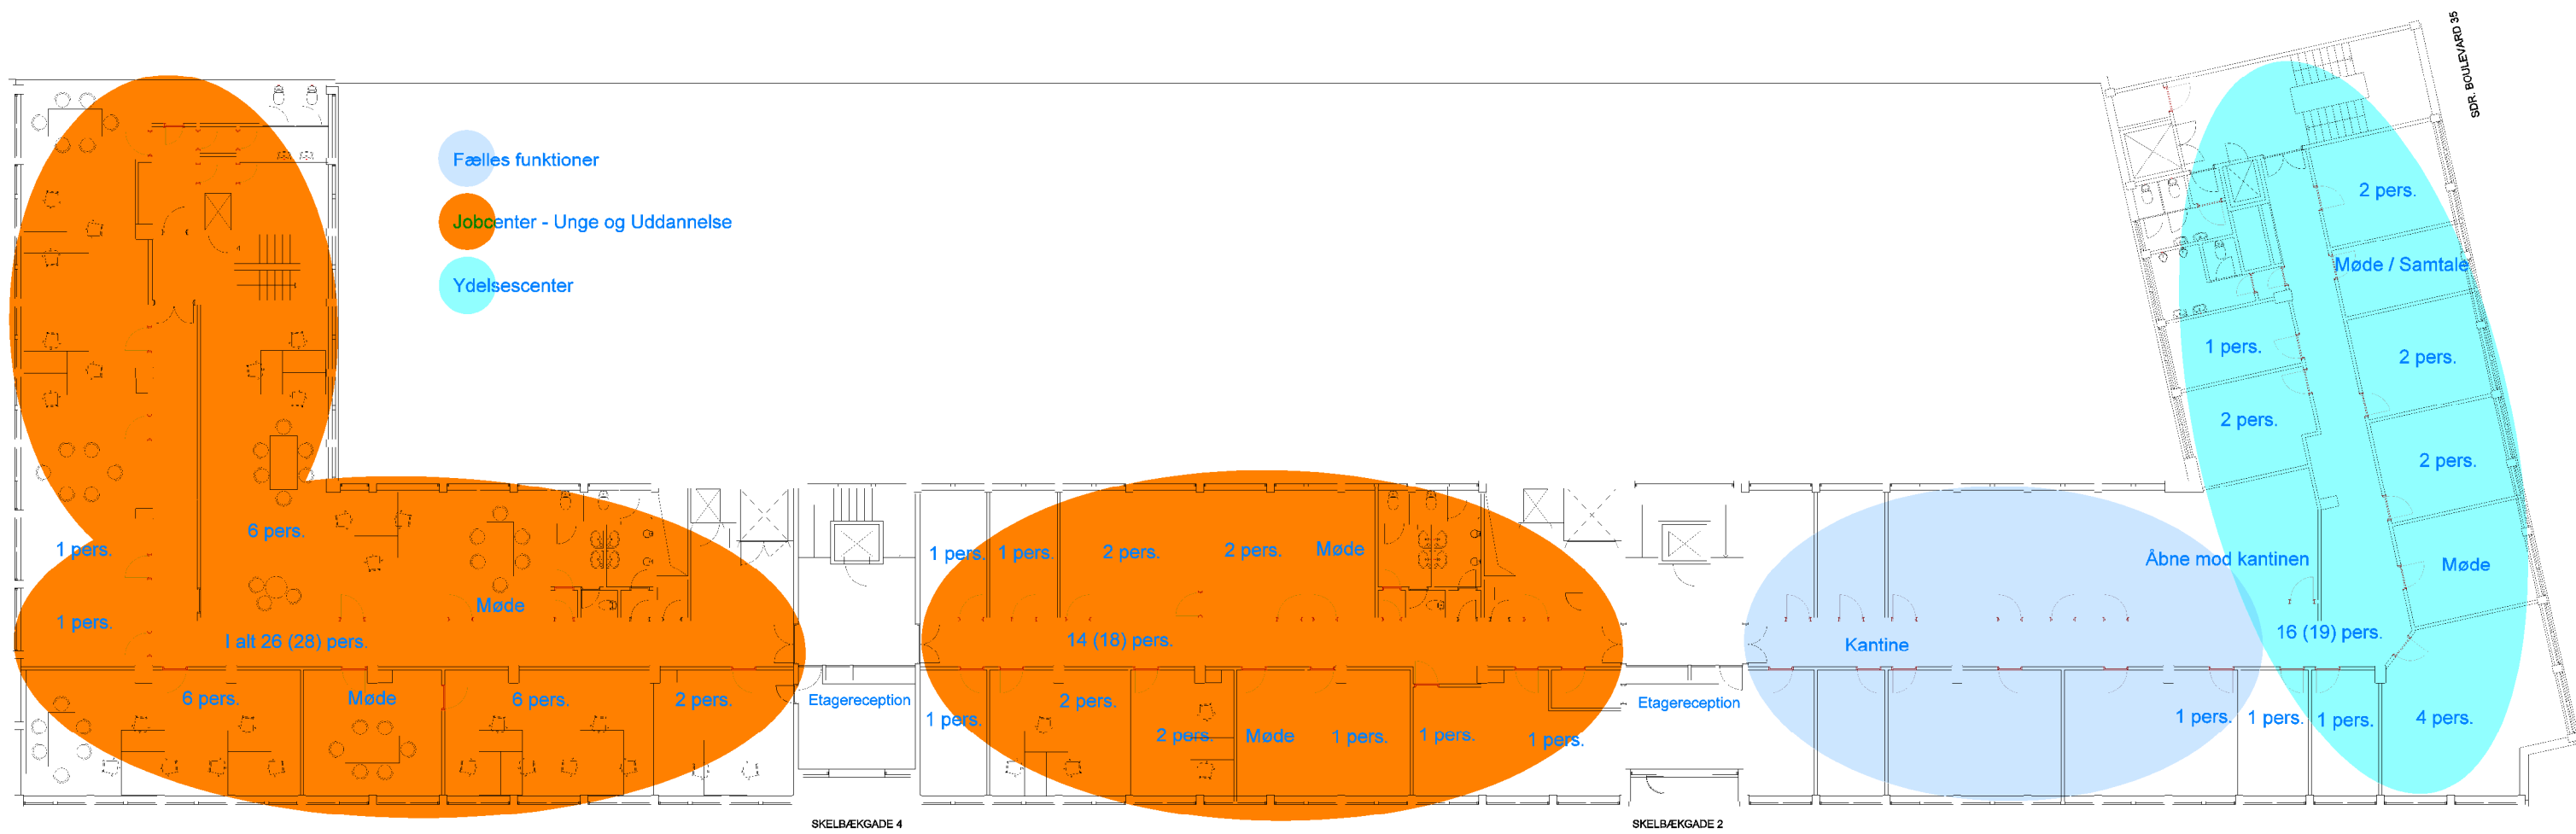 SDR. BOULEVARD 35
Fælles funktioner
Jobcenter - Unge og Uddannelse
Ydelsescenter
2 pers.
Møde / Samtale
1 pers.
2 pers.
2 pers.
2 pers.
Åbne mod kantinen
Møde
16 (19) pers.
6 pers.
1 pers.
1 pers.
Møde
I alt 26 (28) pers.
6 pers.
Møde
6 pers.
2 pers.
Etagereception
1 pers.
1 pers.
2 pers.
2 pers.
Møde
14 (18) pers.
1 pers.
2 pers.
2 pers.
Møde
1 pers.
1 pers.
1 pers.
Etagereception
Kantine
1 pers.
1 pers.
1 pers.
4 pers.
SKELBÆKGADE 4
SKELBÆKGADE 2